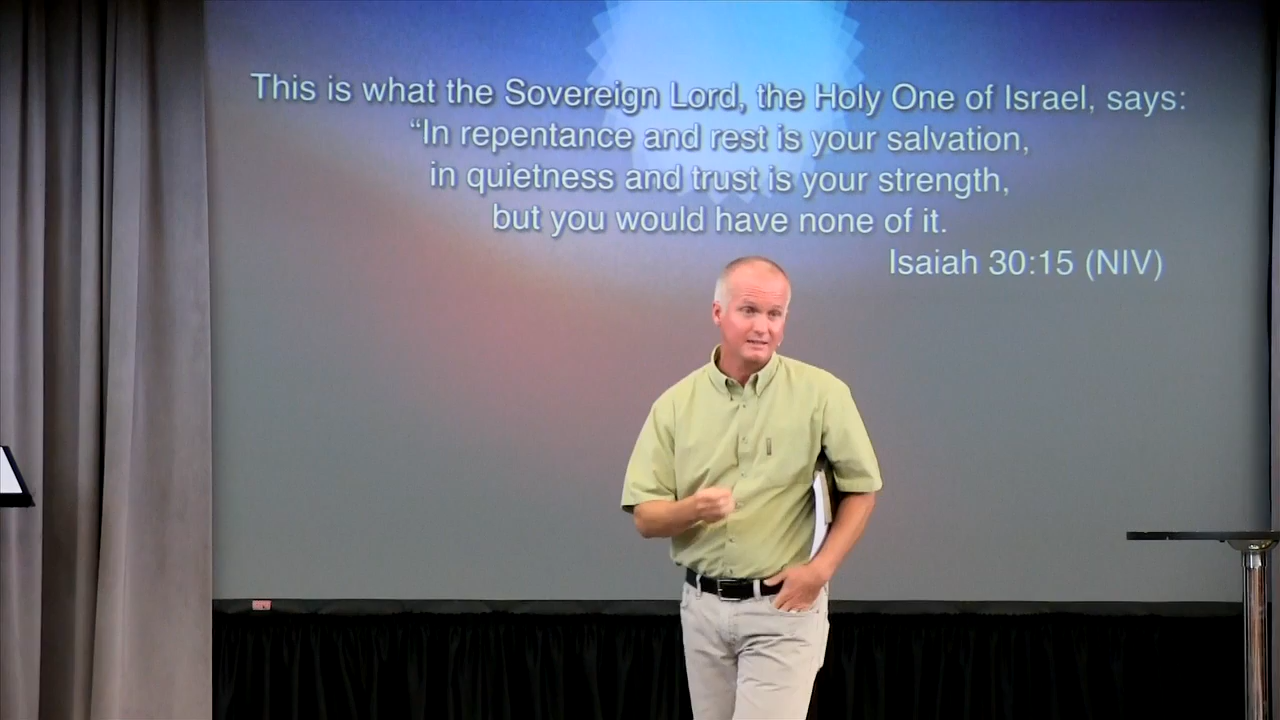 This is what the Sovereign Lord, the Holy One of Israel, says:
“In repentance and rest is your salvation,
in quietness and trust is your strength,
but you would have none of it.
Isaiah 30:15 (NIV)